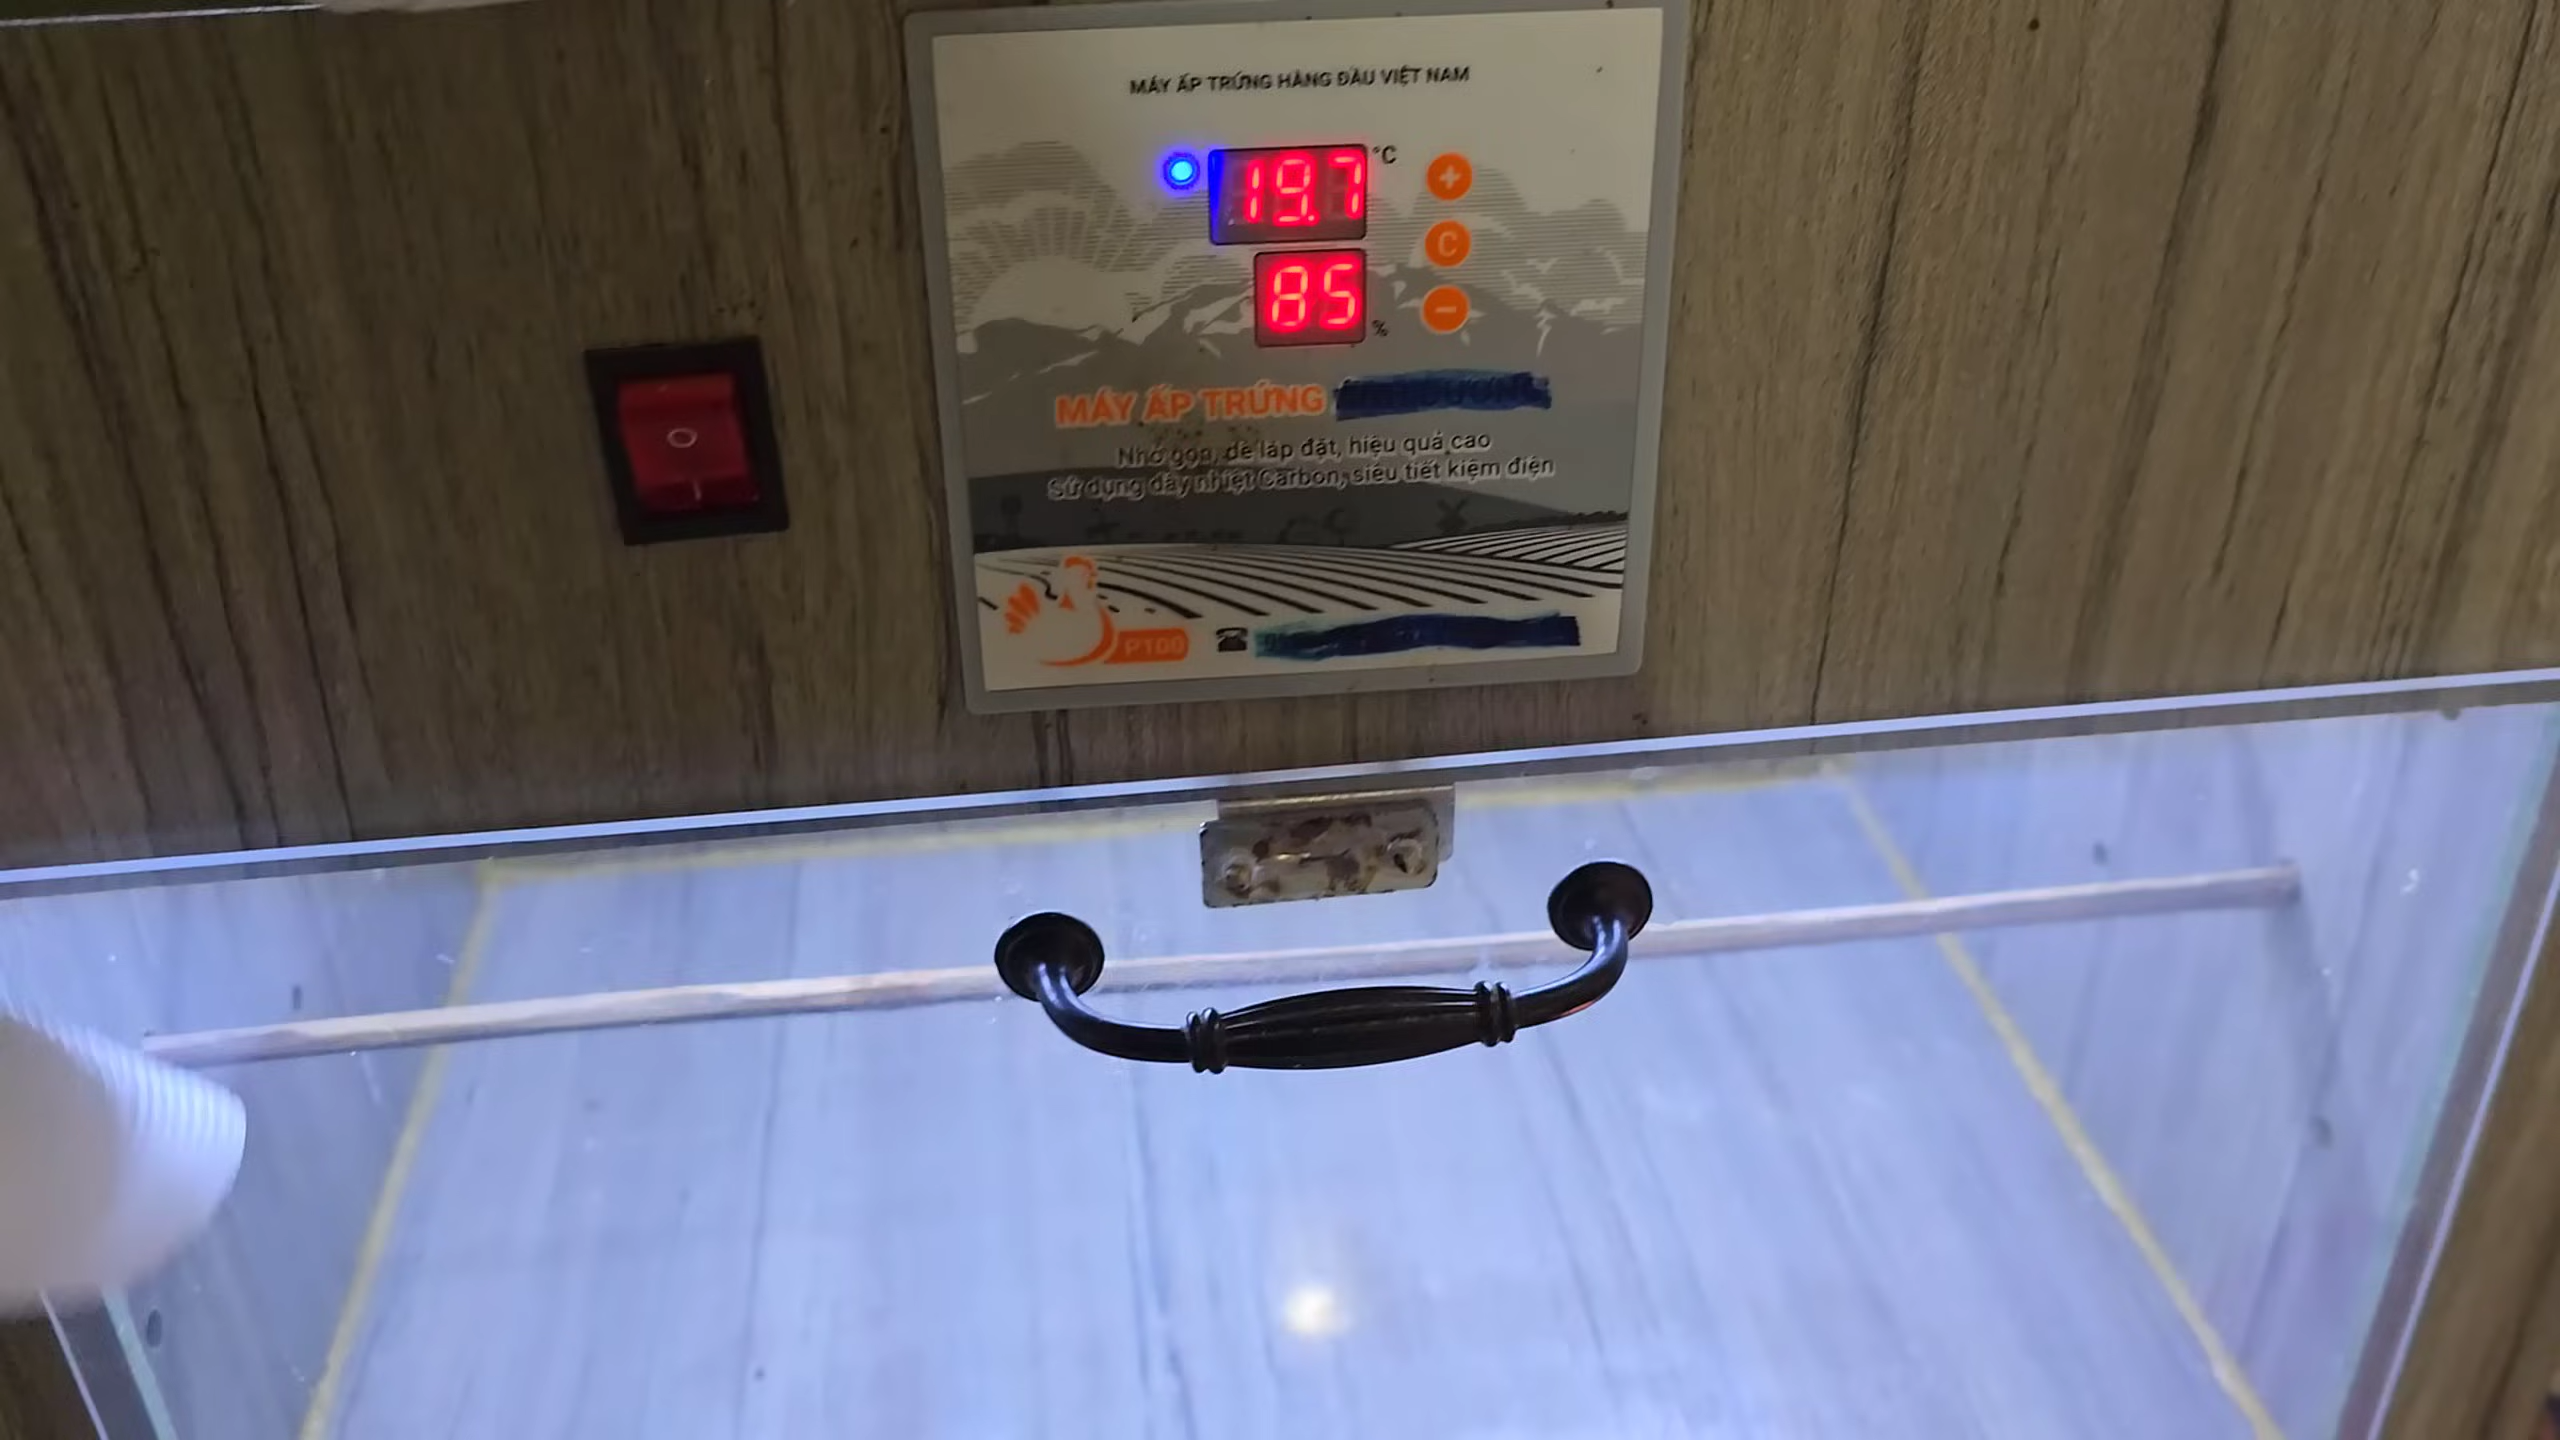 MÁY ẤP TRỨNG HÀNG ĐẦU VIỆT NAM
19.7 °C
+
85 %
C
−
MÁY ẤP TRỨNG
Nhỏ gọn, dễ lắp đặt, hiệu quả cao
Sử dụng dây nhiệt Carbon, siêu tiết kiệm điện
P100